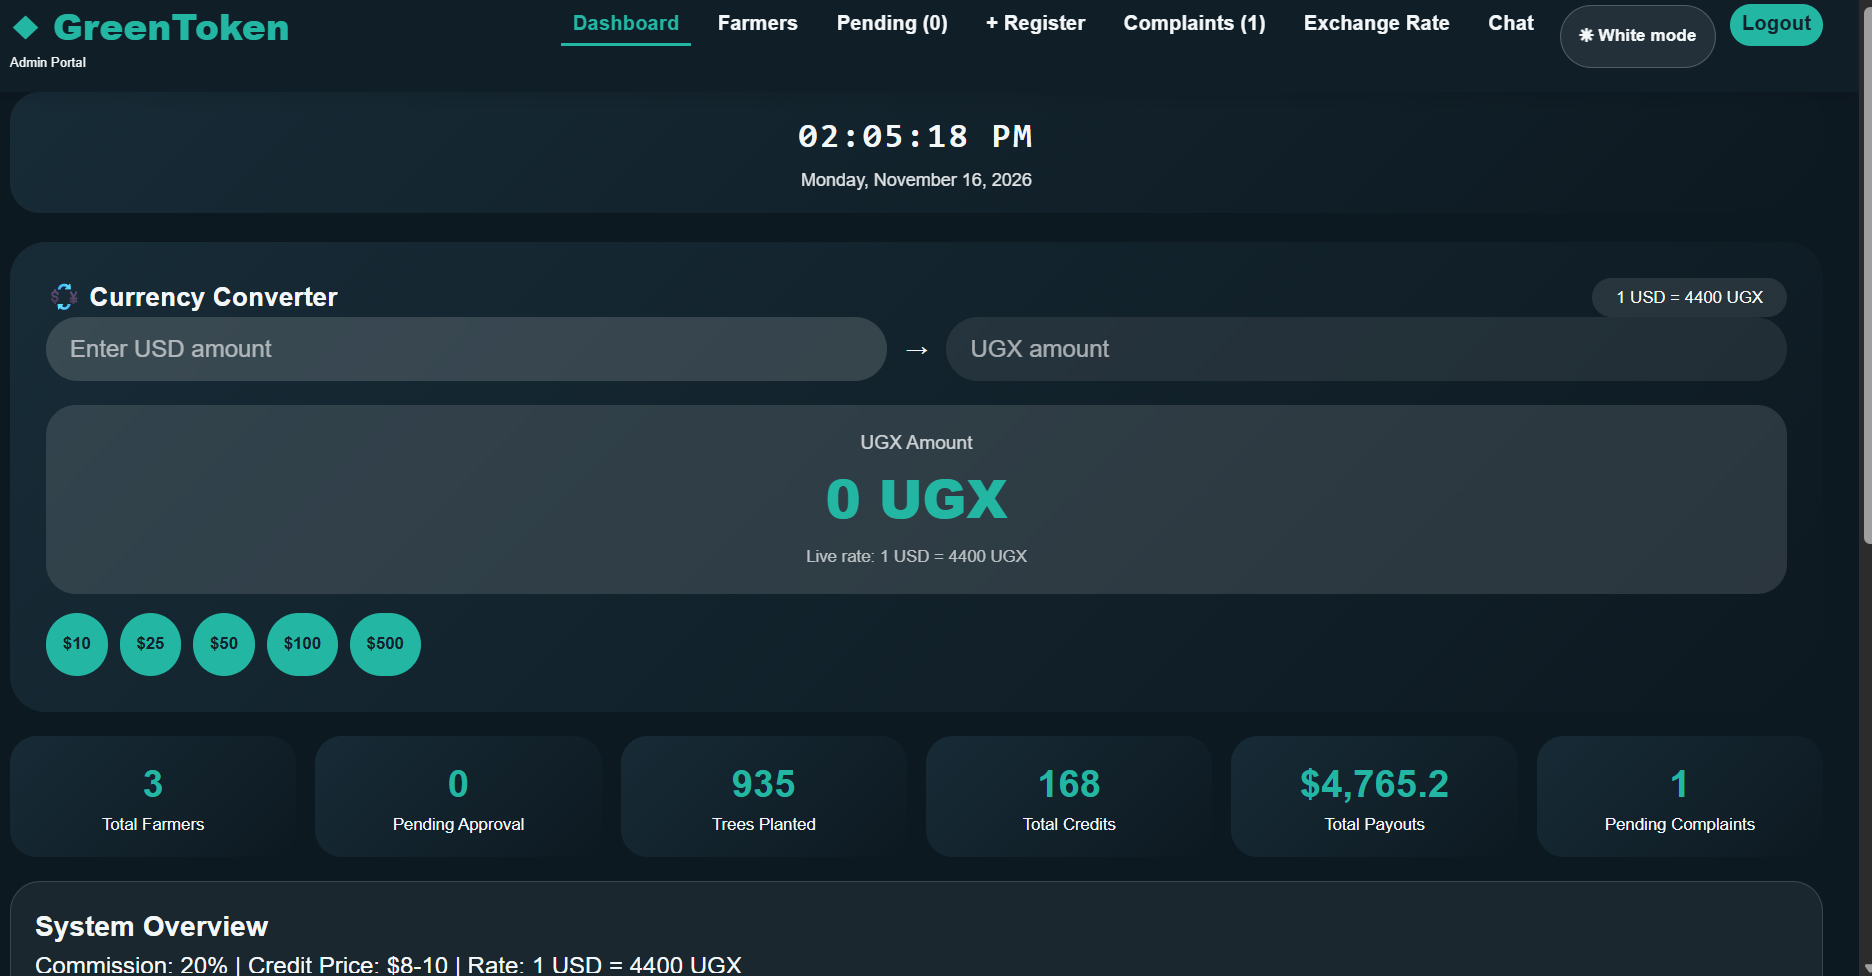 GreenToken
Admin Portal
Dashboard
Farmers
Pending (0)
+ Register
Complaints (1)
Exchange Rate
Chat
White mode
Logout
02:05:18 PM
Monday, November 16, 2026
Currency Converter
1 USD = 4400 UGX
Enter USD amount
→
UGX amount
UGX Amount
0 UGX
Live rate: 1 USD = 4400 UGX
$10
$25
$50
$100
$500
3
Total Farmers
0
Pending Approval
935
Trees Planted
168
Total Credits
$4,765.2
Total Payouts
1
Pending Complaints
System Overview
Commission: 20% | Credit Price: $8-10 | Rate: 1 USD = 4400 UGX